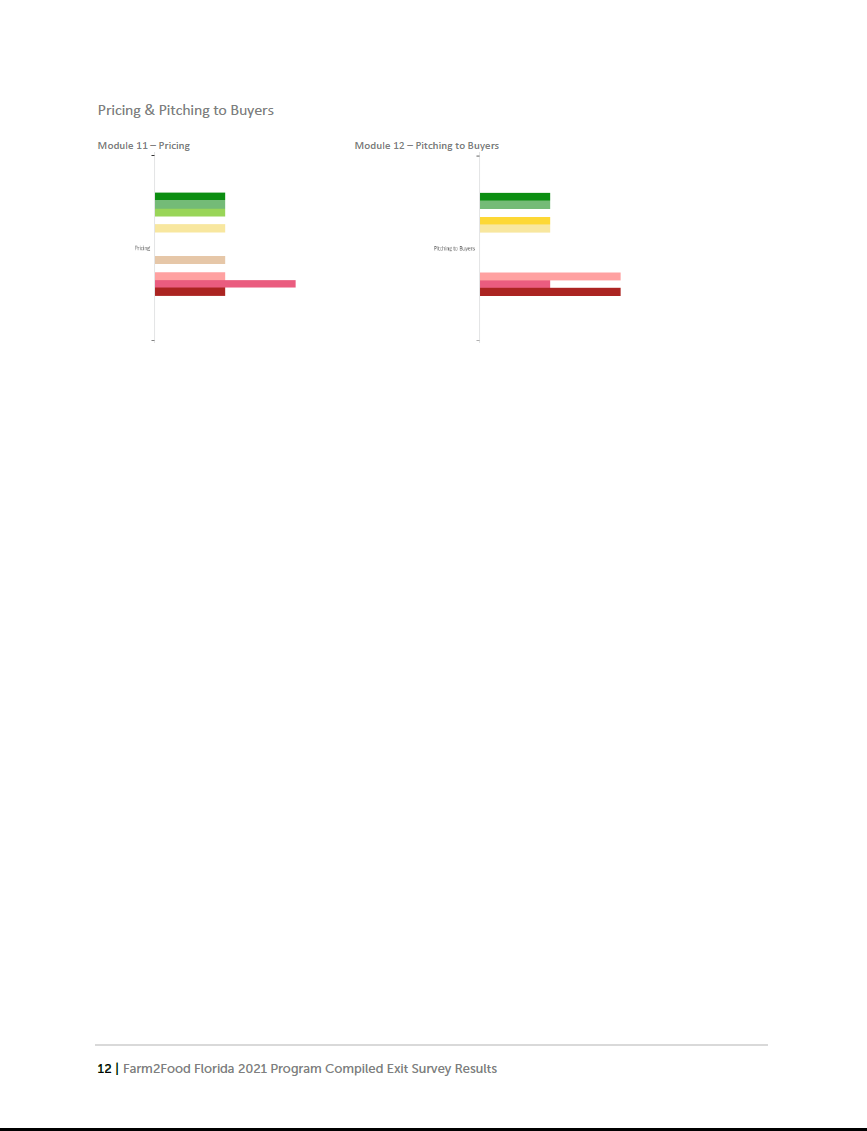 Pricing & Pitching to Buyers
Module 11 – Pricing
Module 12 – Pitching to Buyers
Pricing
Pitching to Buyers
12 | Farm2Food Florida 2021 Program Compiled Exit Survey Results